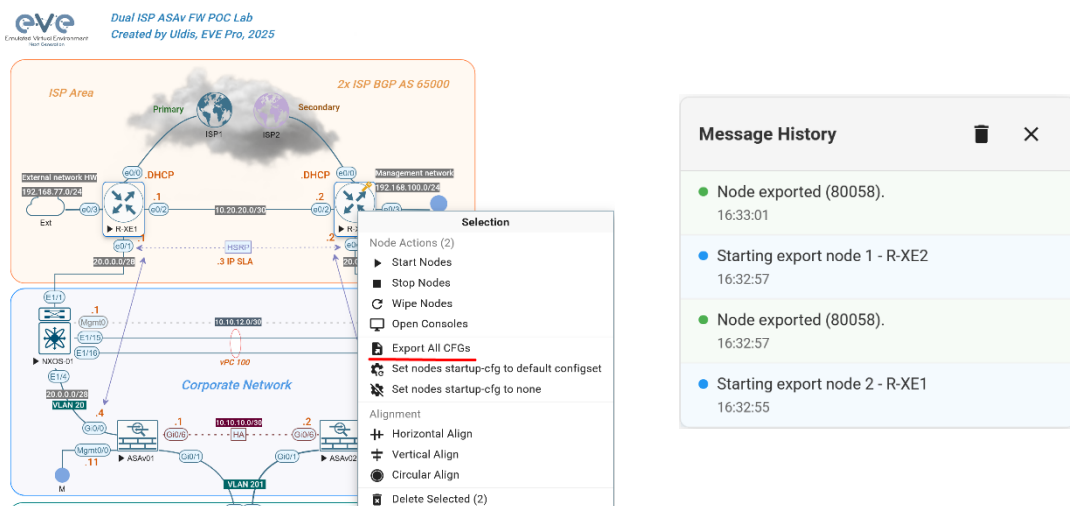 eve
Emulated Virtual Environment
Next Generation
Dual ISP ASAv FW POC Lab
Created by Uldis, EVE Pro, 2025
ISP Area
2x ISP BGP AS 65000
Primary
Secondary
ISP1
ISP2
e0/0
.DHCP
.DHCP
e0/0
External network HW
192.168.77.0/24
Management network
192.168.100.0/24
Ext
e0/3
.1
e0/2
10.20.20.0/30
.2
e0/2
e0/3
R-XE1
e0/1
.1
HSRP
.2
.3 IP SLA
20.0.0.0/28
E1/1
.1
Mgmt0
10.10.12.0/30
E1/15
E1/16
NXOS-01
vPC 100
E1/4
Corporate Network
20.0.0.0/28
VLAN 20
.4
Gi0/0
.1
Gi0/6
10.10.10.0/30
HA
.2
Gi0/6
Mgmt0/0
.11
ASAv01
Gi0/1
Gi0/1
ASAv02
M
VLAN 201
Selection
Node Actions (2)
Start Nodes
Stop Nodes
Wipe Nodes
Open Consoles
Export All CFGs
Set nodes startup-cfg to default configset
Set nodes startup-cfg to none
Alignment
Horizontal Align
Vertical Align
Circular Align
Delete Selected (2)
Message History
Node exported (80058).
16:33:01
Starting export node 1 - R-XE2
16:32:57
Node exported (80058).
16:32:57
Starting export node 2 - R-XE1
16:32:55